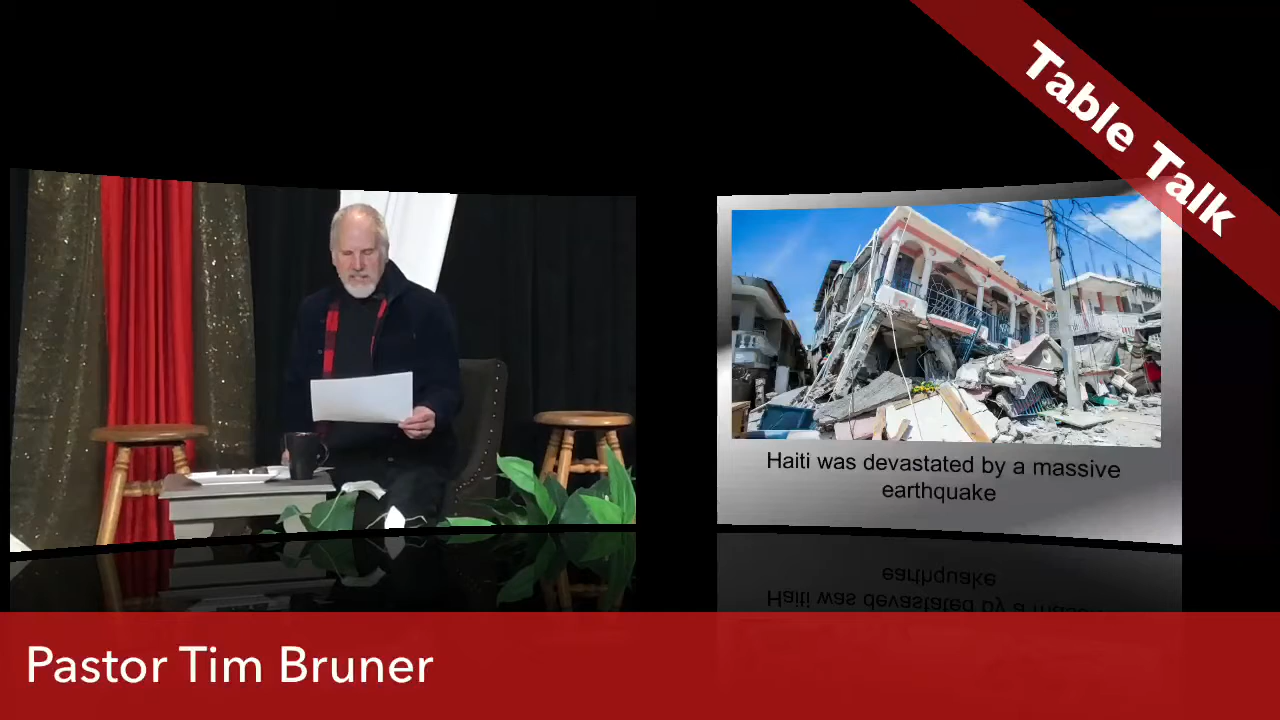 Table Talk
Haiti was devastated by a massive
earthquake
Pastor Tim Bruner